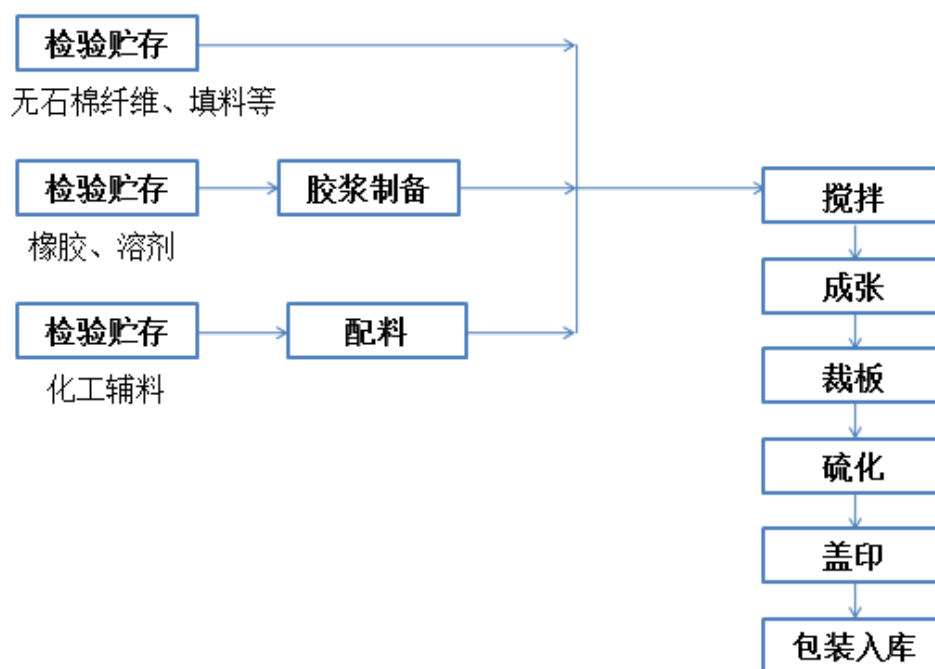 检验贮存
无石棉纤维、填料等
检验贮存
胶浆制备
橡胶、溶剂
检验贮存
配料
化工辅料
搅拌
成张
裁板
硫化
盖印
包装入库